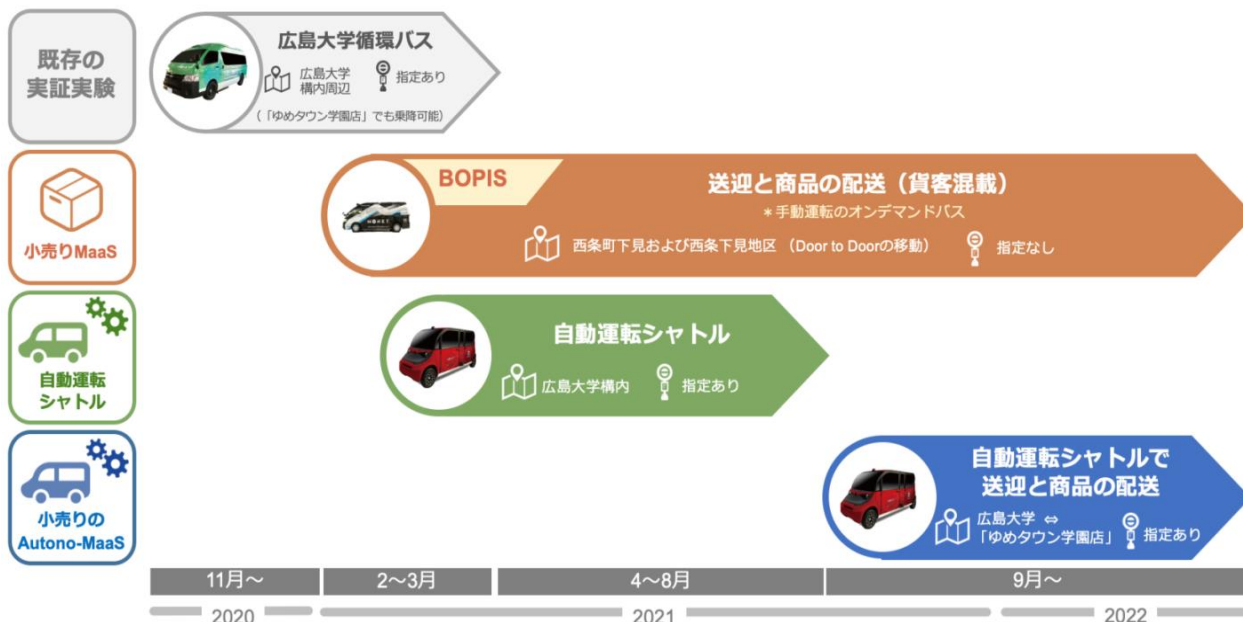 既存の
実証実験
広島大学循環バス
広島大学
構内周辺
指定あり
(「ゆめタウン学園店」でも乗降可能)
小売りMaaS
BOPIS
送迎と商品の配送（貨客混載）
＊手動運転のオンデマンドバス
西条町下見および西条下見地区 （Door to Doorの移動）
指定なし
自動運転
シャトル
自動運転シャトル
広島大学構内
指定あり
小売りの
Autono-MaaS
自動運転シャトルで
送迎と商品の配送
広島大学 ⇔
「ゆめタウン学園店」
指定あり
11月～
2～3月
4～8月
9月～
2020
2021
2022